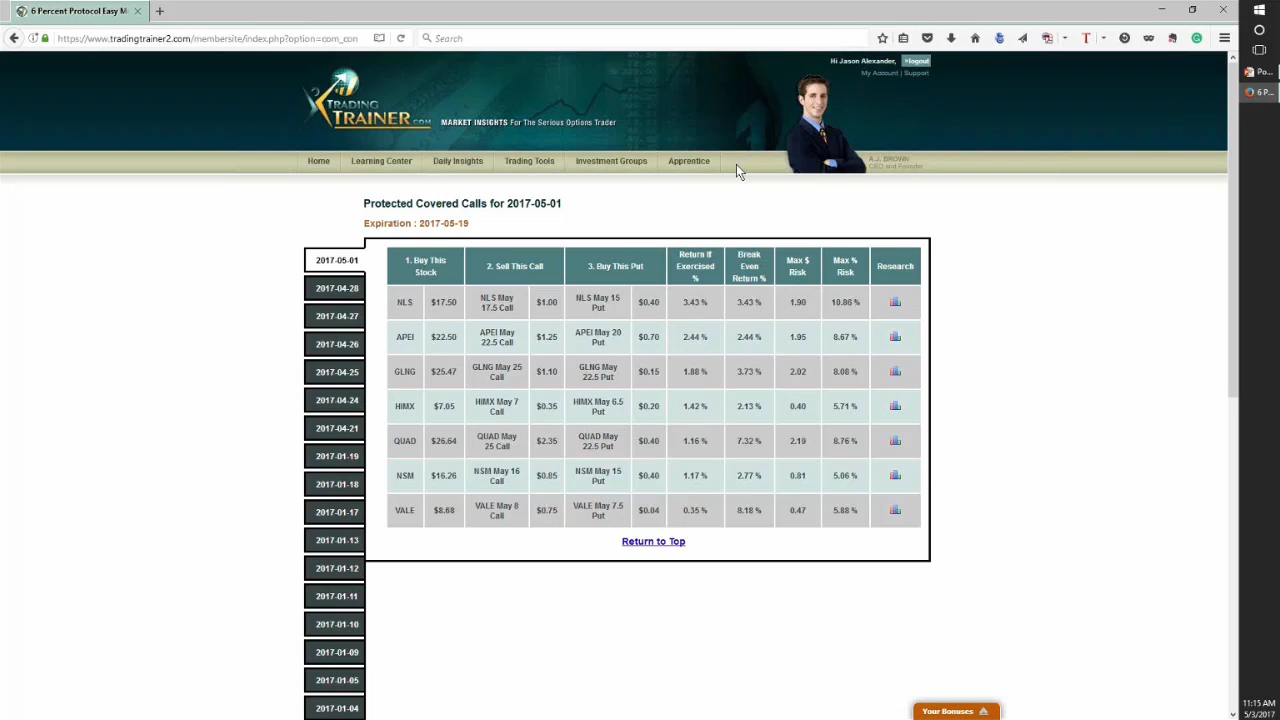 6 Percent Protocol Easy M
https://www.tradingtrainer2.com/membersite/index.php?option=com_con
Search
Po...
6 P...
Hi Jason Alexander, »logout
My Account | Support
TRADING
TRAINER.COM
MARKET INSIGHTS For The Serious Options Trader
A.J. BROWN
CEO and Founder
Home Learning Center Daily Insights Trading Tools Investment Groups Apprentice
Protected Covered Calls for 2017-05-01
Expiration : 2017-05-19
2017-05-01
2017-04-28
2017-04-27
2017-04-26
2017-04-25
2017-04-24
2017-04-21
2017-01-19
2017-01-18
2017-01-17
2017-01-13
2017-01-12
2017-01-11
2017-01-10
2017-01-09
2017-01-05
2017-01-04
1. Buy This Stock 2. Sell This Call 3. Buy This Put Return If Exercised % Break Even Return % Max $ Risk Max % Risk Research
NLS $17.50 NLS May 17.5 Call $1.00 NLS May 15 Put $0.40 3.43 % 3.43 % 1.90 10.86 %
APEI $22.50 APEI May 22.5 Call $1.25 APEI May 20 Put $0.70 2.44 % 2.44 % 1.95 8.67 %
GLNG $25.47 GLNG May 25 Call $1.10 GLNG May 22.5 Put $0.15 1.88 % 3.73 % 2.02 8.08 %
HIMX $7.05 HIMX May 7 Call $0.35 HIMX May 6.5 Put $0.20 1.42 % 2.13 % 0.40 5.71 %
QUAD $26.64 QUAD May 25 Call $2.35 QUAD May 22.5 Put $0.40 1.16 % 7.32 % 2.19 8.76 %
NSM $16.26 NSM May 16 Call $0.85 NSM May 15 Put $0.40 1.17 % 2.77 % 0.81 5.06 %
VALE $8.68 VALE May 8 Call $0.75 VALE May 7.5 Put $0.04 0.35 % 8.18 % 0.47 5.88 %
Return to Top
Your Bonuses
11:15 AM
5/3/2017